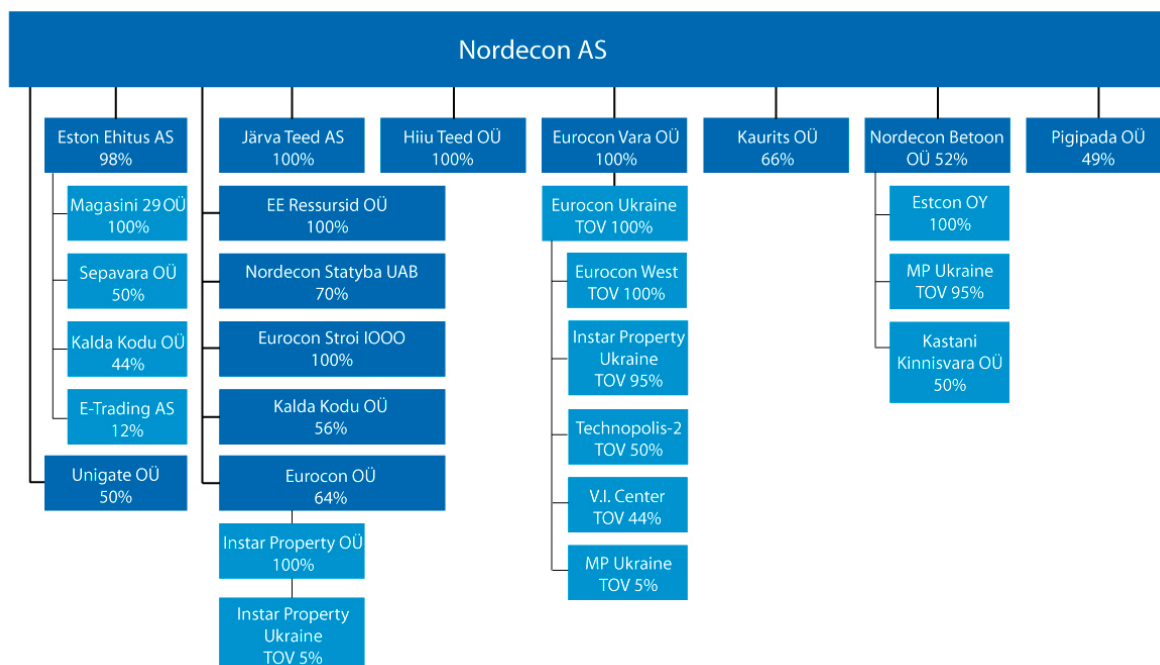 Nordecon AS
Eston Ehitus AS
98%
Magasini 29 OÜ
100%
Sepavara OÜ
50%
Kalda Kodu OÜ
44%
E-Trading AS
12%
Unigate OÜ
50%
Järva Teed AS
100%
EE Ressursid OÜ
100%
Nordecon Statyba UAB
70%
Eurocon Stroi IOOO
100%
Kalda Kodu OÜ
56%
Eurocon OÜ
64%
Instar Property OÜ
100%
Instar Property
Ukraine
TOV 5%
Hiiu Teed OÜ
100%
Eurocon Vara OÜ
100%
Eurocon Ukraine
TOV 100%
Eurocon West
TOV 100%
Instar Property
Ukraine
TOV 95%
Technopolis-2
TOV 50%
V.I. Center
TOV 44%
MP Ukraine
TOV 5%
Kaurits OÜ
66%
Nordecon Betoon
OÜ 52%
Estcon OY
100%
MP Ukraine
TOV 95%
Kastani
Kinnisvara OÜ
50%
Pigipada OÜ
49%